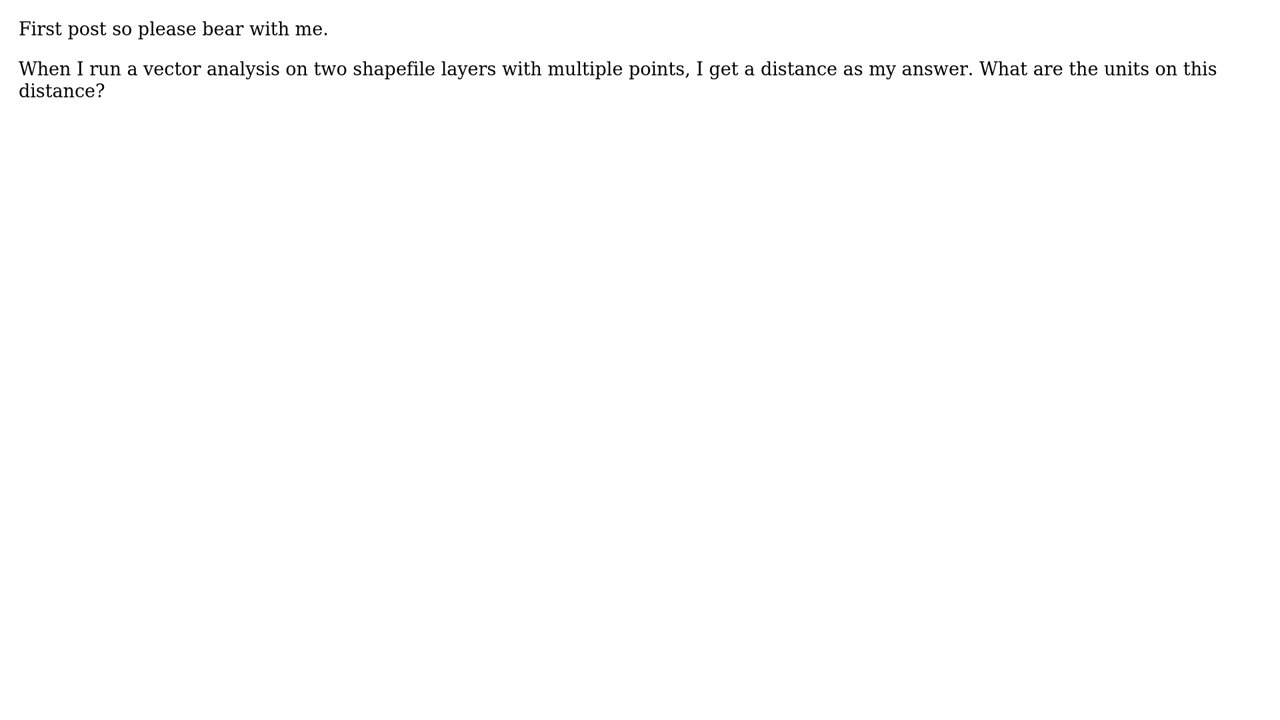 First post so please bear with me.
When I run a vector analysis on two shapefile layers with multiple points, I get a distance as my answer. What are the units on this
distance?